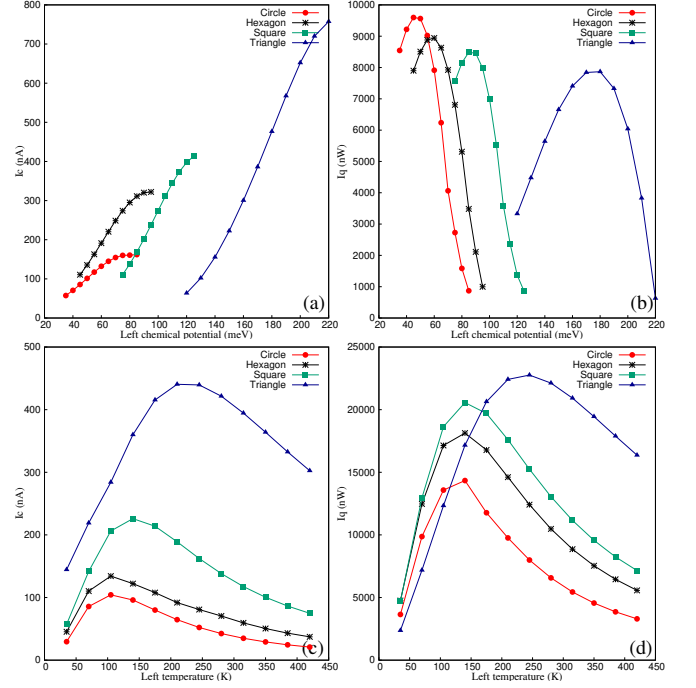 Circle
Hexagon
Square
Triangle
800
700
600
500
400
300
200
100
0
Ic (nA)
20 40 60 80 100 120 140 160 180 200 220
Left chemical potential (meV)
(a)
Circle
Hexagon
Square
Triangle
10000
9000
8000
7000
6000
5000
4000
3000
2000
1000
0
Iq (nW)
20 40 60 80 100 120 140 160 180 200 220
Left chemical potential (meV)
(b)
Circle
Hexagon
Square
Triangle
500
400
300
200
100
0
Ic (nA)
0 50 100 150 200 250 300 350 400 450
Left temperature (K)
(c)
Circle
Hexagon
Square
Triangle
20000
15000
10000
5000
0
Iq (nW)
0 50 100 150 200 250 300 350 400 450
Left temperature (K)
(d)